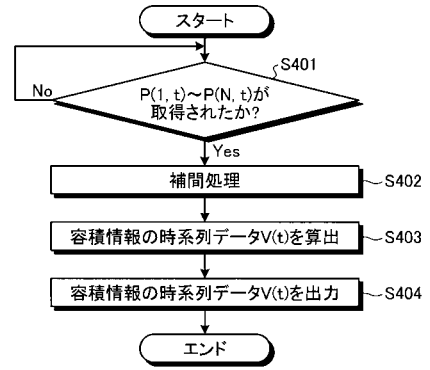 スタート
S401
No
P(1, t)～P(N, t)が
取得されたか?
Yes
補間処理
S402
容積情報の時系列データV(t)を算出
S403
容積情報の時系列データV(t)を出力
S404
エンド